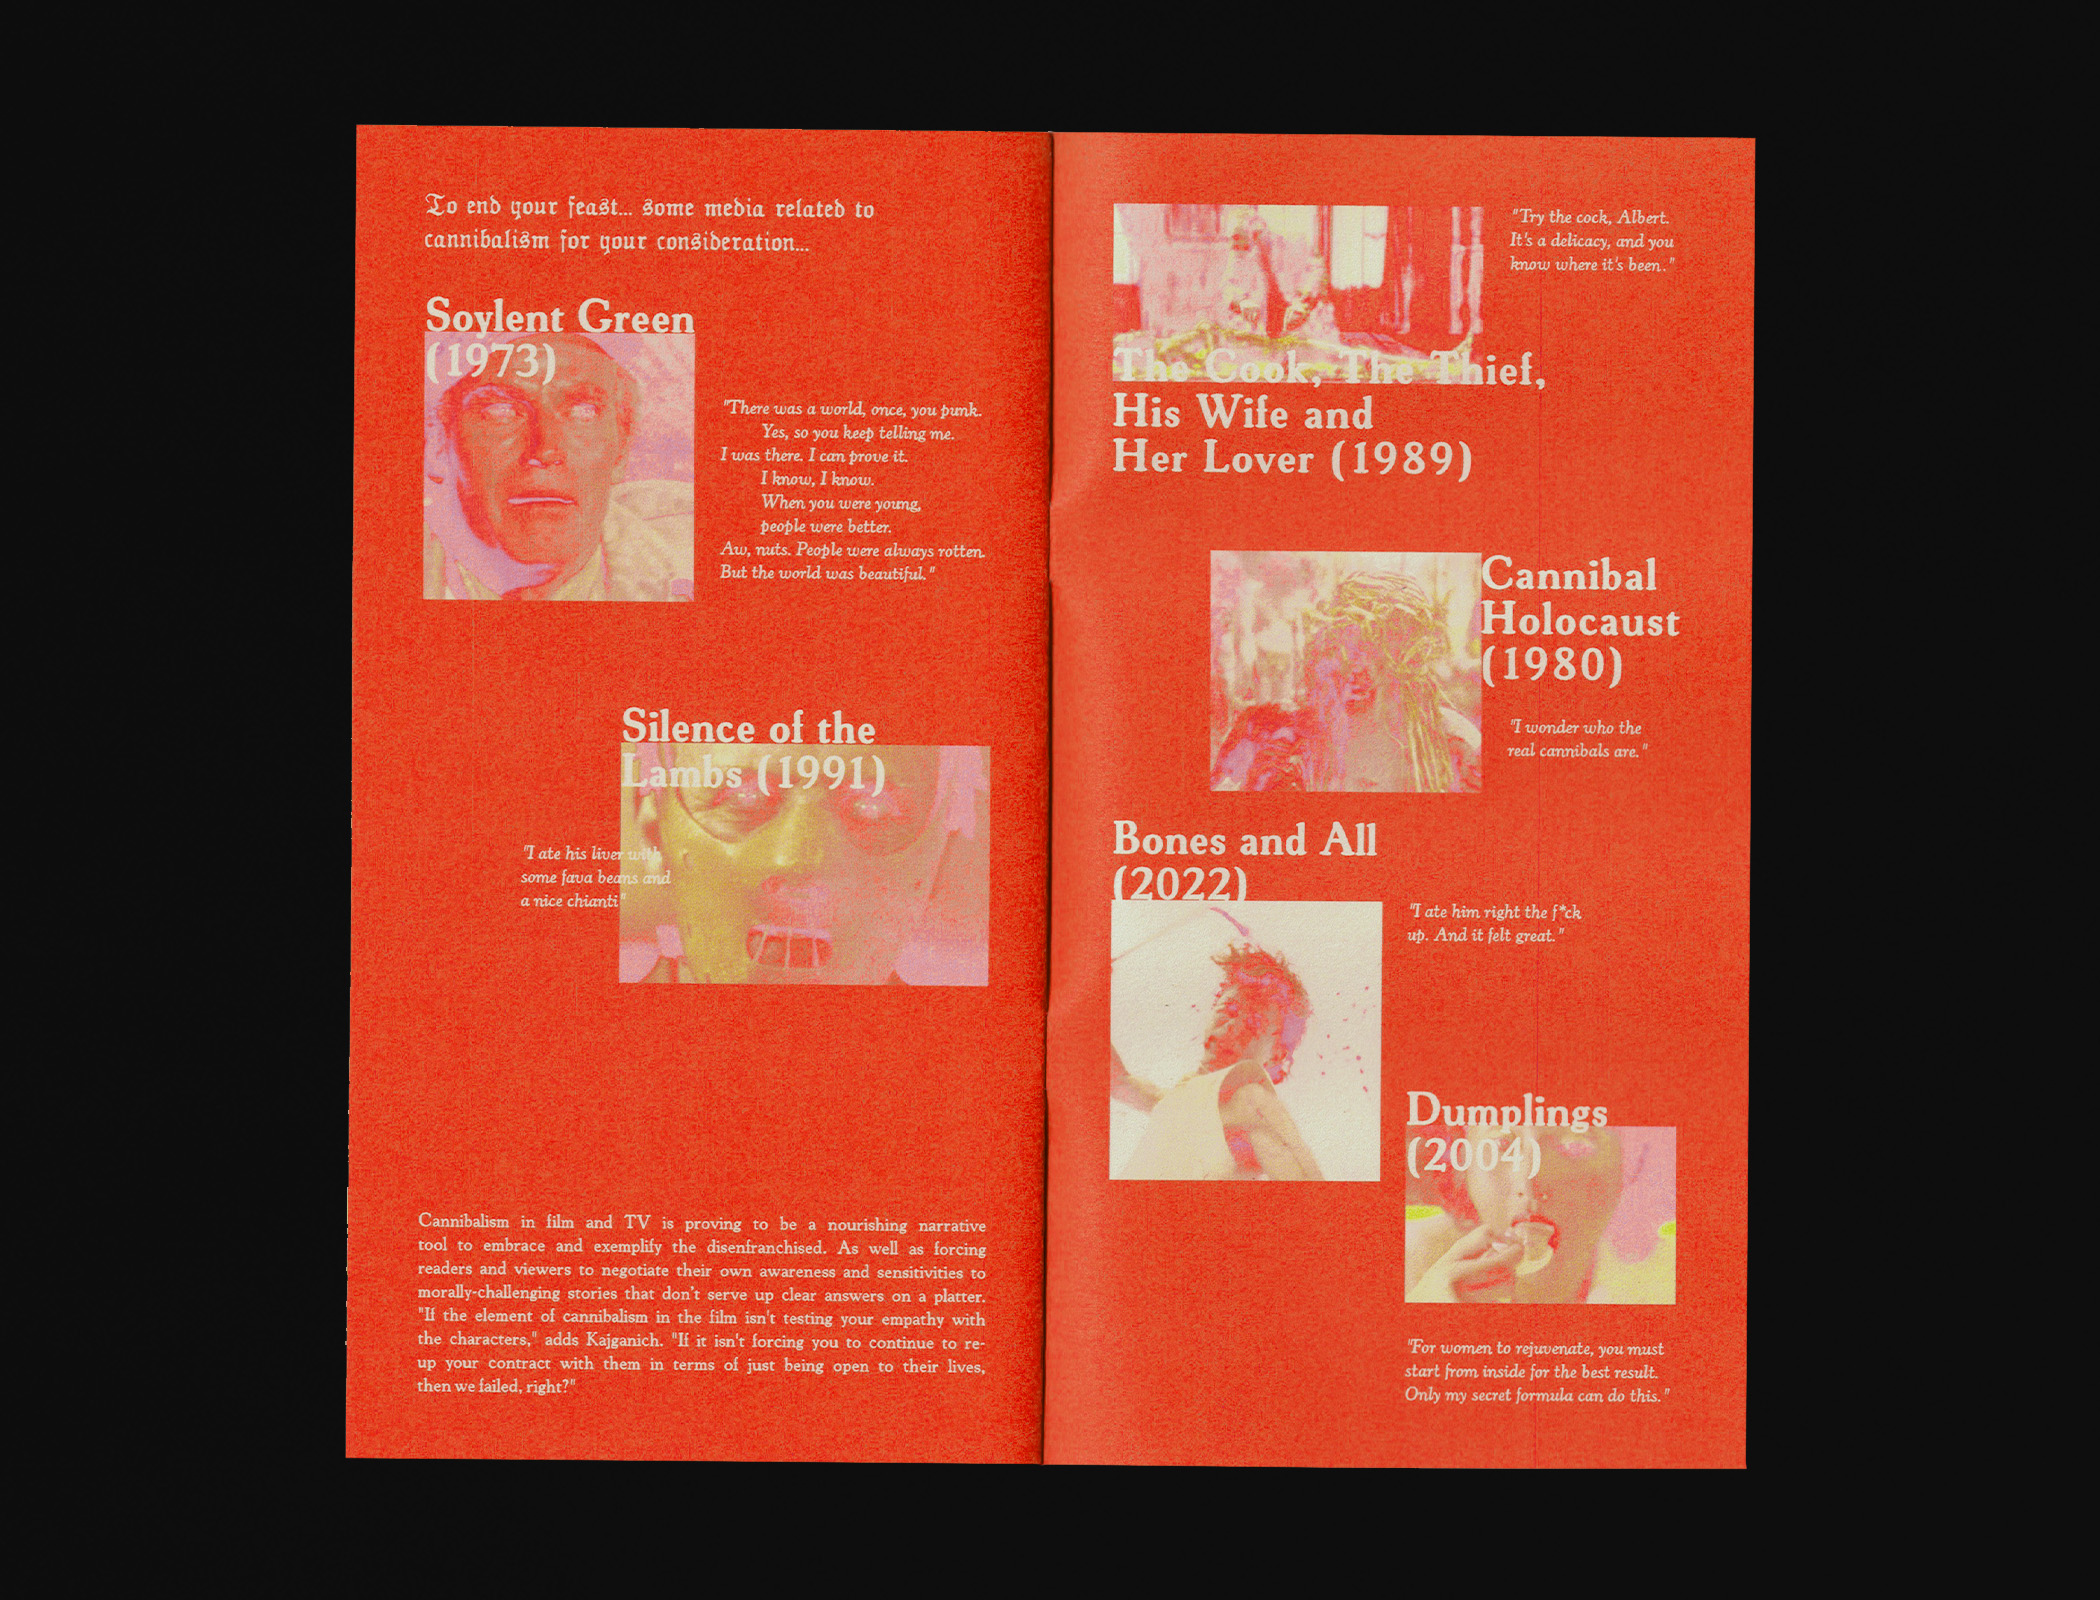 To end your feast... some media related to
cannibalism for your consideration...
Soylent Green
(1973)
"There was a world, once, you punk.
Yes, so you keep telling me.
I was there. I can prove it.
I know, I know.
When you were young,
people were better.
Aw, nuts. People were always rotten.
But the world was beautiful."
Silence of the
Lambs (1991)
"I ate his liver with
some fava beans and
a nice chianti"
Cannibalism in film and TV is proving to be a nourishing narrative
tool to embrace and exemplify the disenfranchised. As well as forcing
readers and viewers to negotiate their own awareness and sensitivities to
morally-challenging stories that don't serve up clear answers on a platter.
"If the element of cannibalism in the film isn't testing your empathy with
the characters," adds Kajganich. "If it isn't forcing you to continue to re-
up your contract with them in terms of just being open to their lives,
then we failed, right?"
"Try the cock, Albert.
It's a delicacy, and you
know where it's been."
The Cook, The Thief,
His Wife and
Her Lover (1989)
Cannibal
Holocaust
(1980)
"I wonder who the
real cannibals are."
Bones and All
(2022)
"I ate him right the f*ck
up. And it felt great."
Dumplings
(2004)
"For women to rejuvenate, you must
start from inside for the best result.
Only my secret formula can do this."